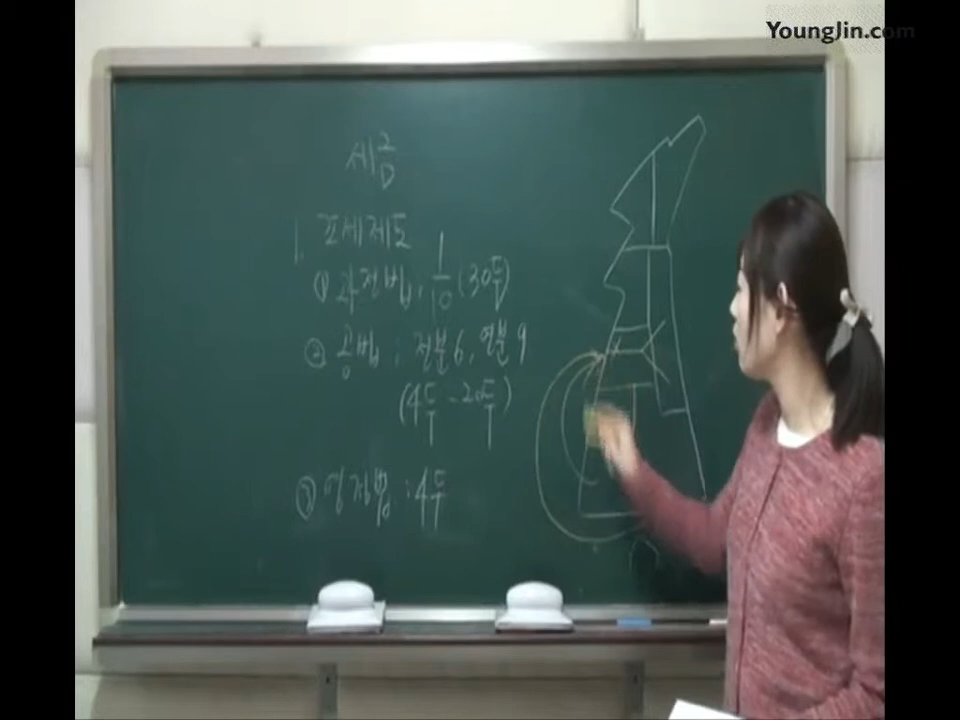 YoungJin.com
세금
1. 조세제도
① 과전법, 1/10 (30두)
② 공법 : 전분6, 연분9
(4두 ~ 20두)
③ 영정법 : 4두